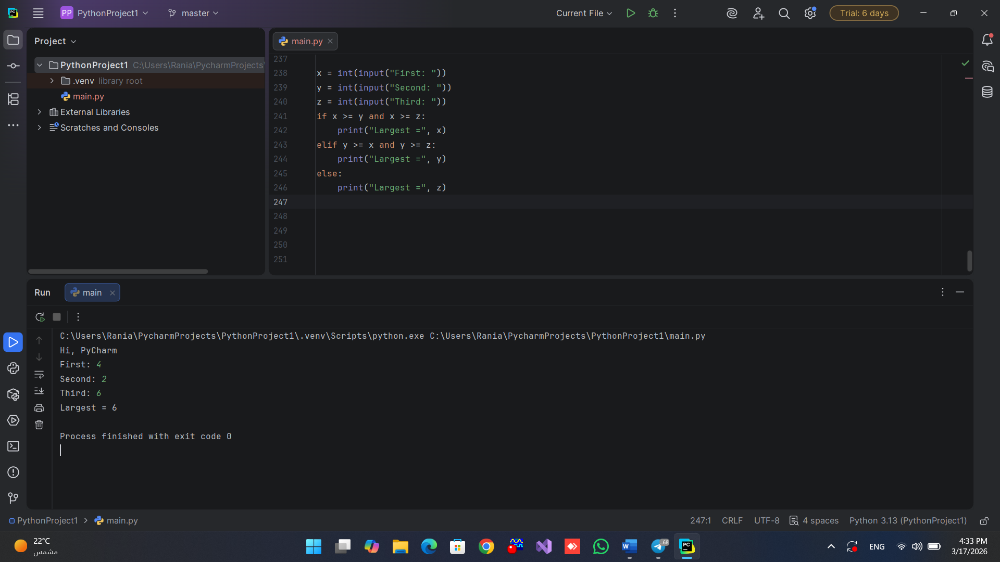 PP PythonProject1
master
Current File
Trial: 6 days
Project
main.py
PythonProject1 C:\Users\Rania\PycharmProjects\
.venv library root
main.py
External Libraries
Scratches and Consoles
237
238 x = int(input("First: "))
239 y = int(input("Second: "))
240 z = int(input("Third: "))
241 if x >= y and x >= z:
242     print("Largest =", x)
243 elif y >= x and y >= z:
244     print("Largest =", y)
245 else:
246     print("Largest =", z)
247
248
249
250
251
Run main
C:\Users\Rania\PycharmProjects\PythonProject1\.venv\Scripts\python.exe C:\Users\Rania\PycharmProjects\PythonProject1\main.py
Hi, PyCharm
First: 4
Second: 2
Third: 6
Largest = 6
Process finished with exit code 0
PythonProject1 > main.py
247:1 CRLF UTF-8 4 spaces Python 3.13 (PythonProject1)
22°C
مشمس
ENG
4:33 PM
3/17/2026